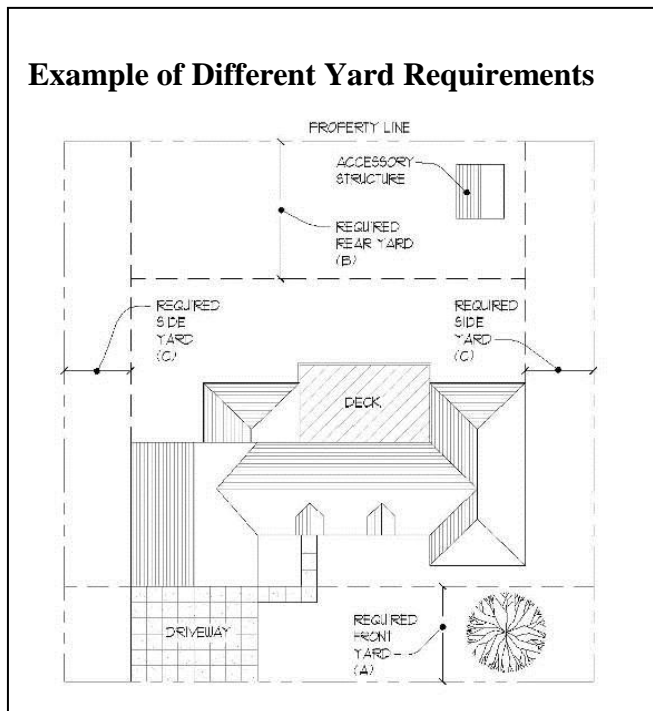 Example of Different Yard Requirements
PROPERTY LINE
ACCESSORY
STRUCTURE
REQUIRED
REAR YARD
(B)
REQUIRED
SIDE
YARD
(C)
REQUIRED
SIDE
YARD
(C)
DECK
DRIVEWAY
REQUIRED
FRONT
YARD
(A)